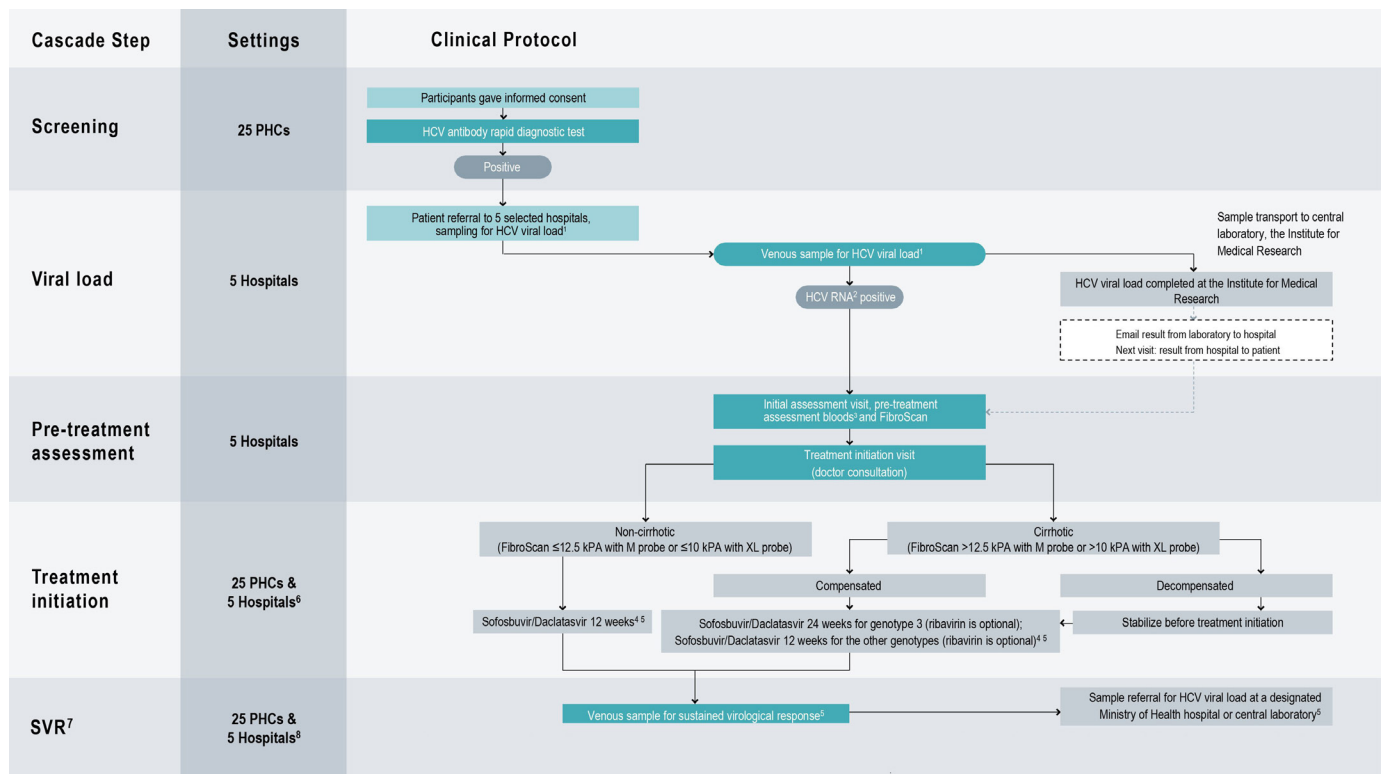 Cascade Step
Settings
Clinical Protocol
Screening
25 PHCs
Participants gave informed consent
HCV antibody rapid diagnostic test
Positive
Viral load
5 Hospitals
Patient referral to 5 selected hospitals,
sampling for HCV viral load¹
Venous sample for HCV viral load¹
HCV RNA² positive
Sample transport to central
laboratory, the Institute for
Medical Research
HCV viral load completed at the Institute for Medical
Research
Email result from laboratory to hospital
Next visit: result from hospital to patient
Pre-treatment
assessment
5 Hospitals
Initial assessment visit, pre-treatment
assessment bloods³ and FibroScan
Treatment initiation visit
(doctor consultation)
Treatment
initiation
25 PHCs &
5 Hospitals⁶
Non-cirrhotic
(FibroScan ≤12.5 kPA with M probe or ≤10 kPA with XL probe)
Cirrhotic
(FibroScan >12.5 kPA with M probe or >10 kPA with XL probe)
Compensated
Decompensated
Sofosbuvir/Daclatasvir 12 weeks⁴ ⁵
Sofosbuvir/Daclatasvir 24 weeks for genotype 3 (ribavirin is optional);
Sofosbuvir/Daclatasvir 12 weeks for the other genotypes (ribavirin is optional)⁴ ⁵
Stabilize before treatment initiation
SVR⁷
25 PHCs &
5 Hospitals⁸
Venous sample for sustained virological response⁵
Sample referral for HCV viral load at a designated
Ministry of Health hospital or central laboratory⁵